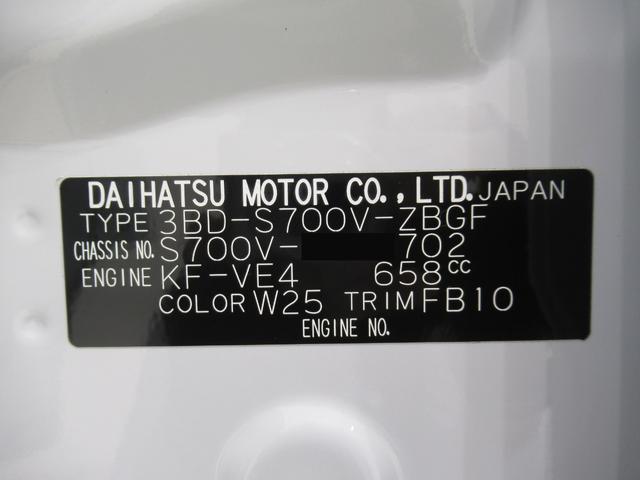 DAIHATSU MOTOR CO.,LTD. JAPAN
TYPE 3BD-S700V-ZBGF
CHASSIS NO. S700V- 702
ENGINE KF-VE4 658cc
COLOR W25 TRIM FB10
ENGINE NO.